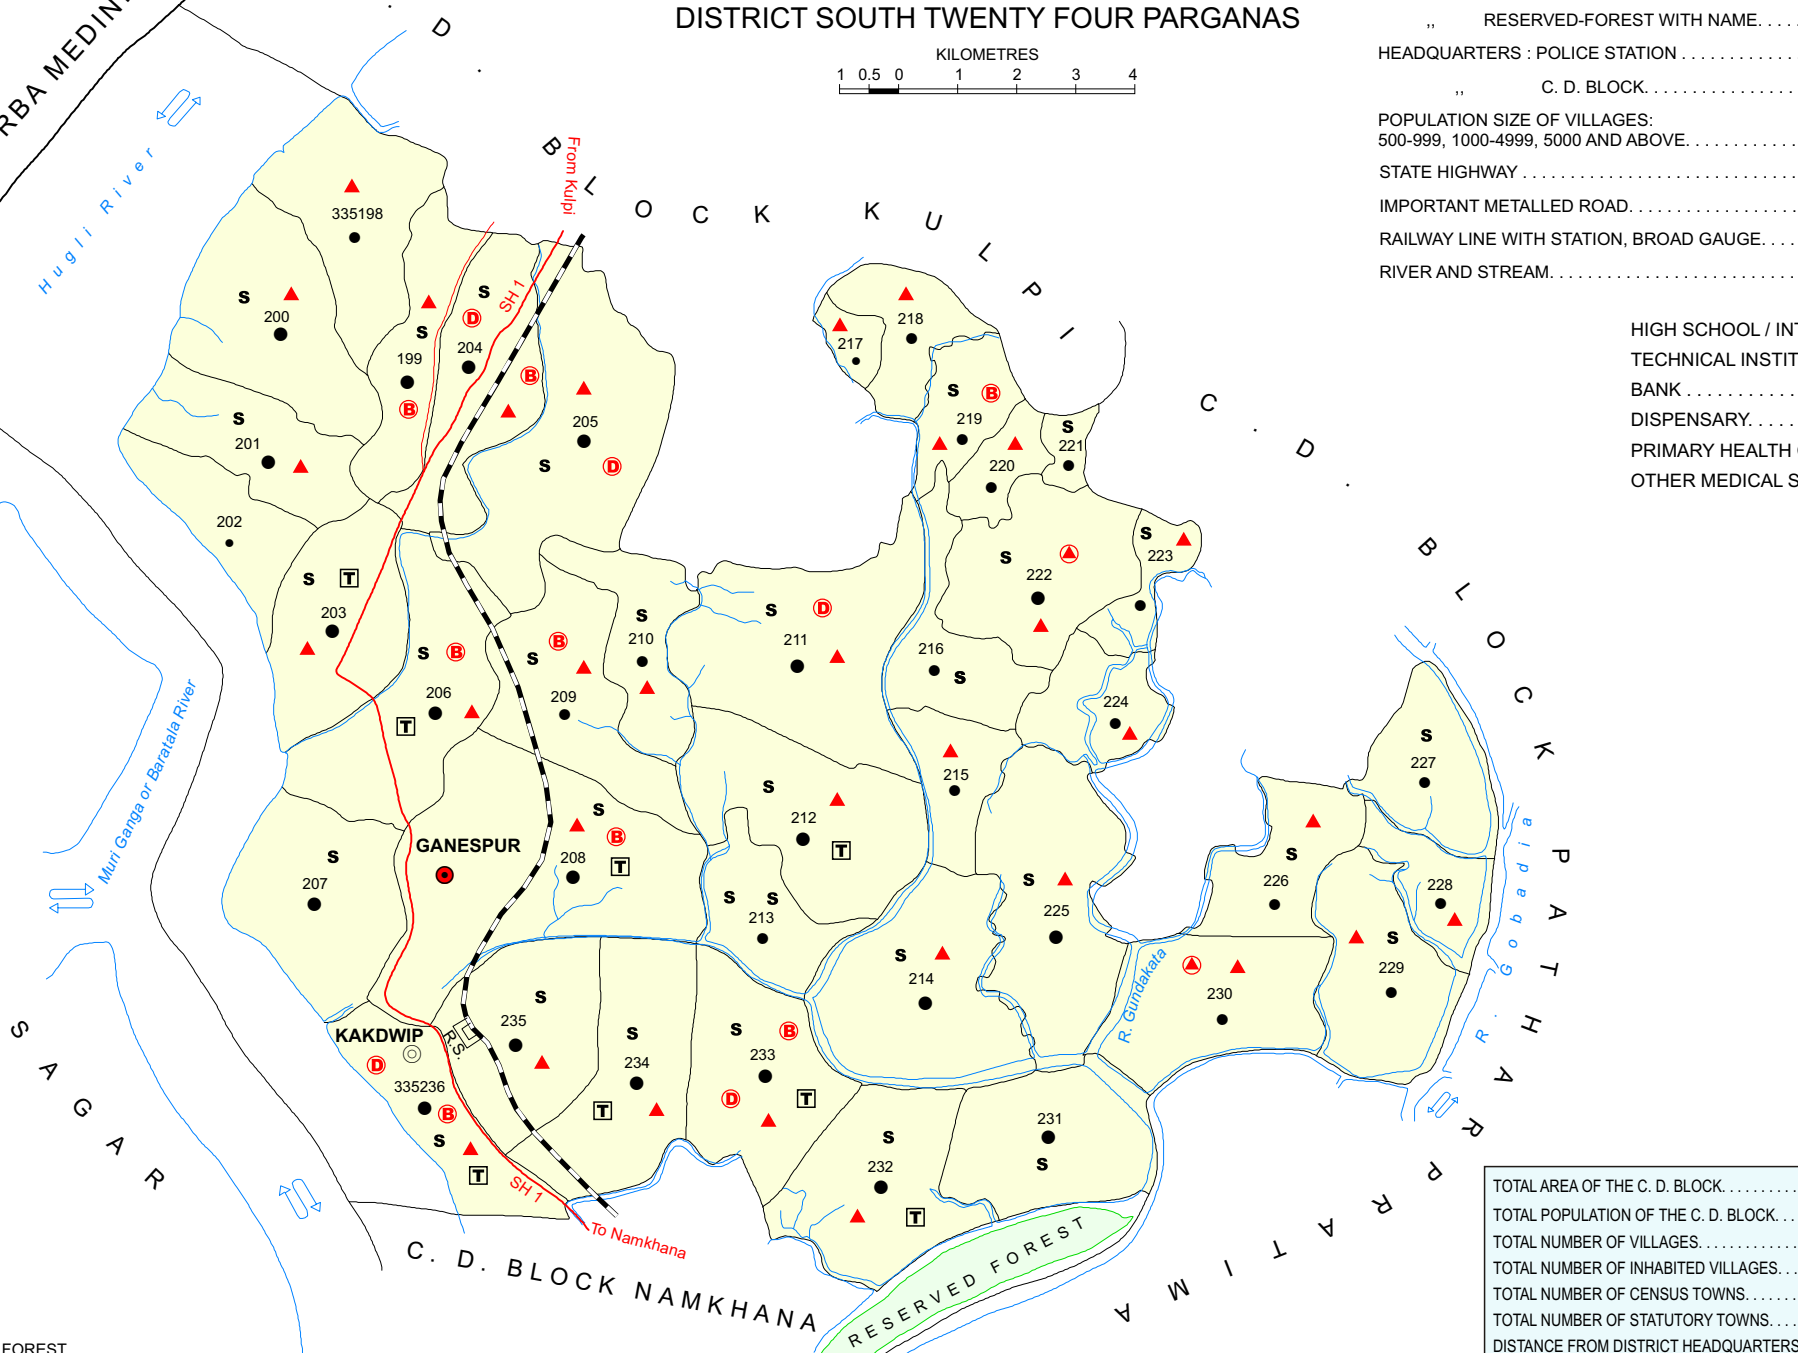 DISTRICT SOUTH TWENTY FOUR PARGANAS
KILOMETRES
1 0.5 0 1 2 3 4
,, RESERVED-FOREST WITH NAME. . . . .
HEADQUARTERS : POLICE STATION . . . . . . . . . . . .
,, C. D. BLOCK. . . . . . . . . . . . . . . .
POPULATION SIZE OF VILLAGES:
500-999, 1000-4999, 5000 AND ABOVE. . . . . . . . . . . .
STATE HIGHWAY . . . . . . . . . . . . . . . . . . . . . . . . . . . .
IMPORTANT METALLED ROAD. . . . . . . . . . . . . . . . . .
RAILWAY LINE WITH STATION, BROAD GAUGE. . . .
RIVER AND STREAM. . . . . . . . . . . . . . . . . . . . . . . . . .
HIGH SCHOOL / IN
TECHNICAL INSTIT
BANK . . . . . . . . . . . .
DISPENSARY. . . . .
PRIMARY HEALTH
OTHER MEDICAL S
RBA MEDIN
Hugli River
D .
BLOCK KULPI
From Kulpi
335198
S 200
S
D
SH 1
S
199
204
B
B
S
201
205
S D
202
S T
203
S B
206
T
B
S
209
S
210
S D
211
217
218
S B
219
220
S
221
S
222
S
223
216
S
224
215
C. D. BLOCK PATHARPRATIMA
S
227
Muri Ganga or Baratala River
S
207
GANESPUR
S
B
208 T
S
212
T
S S
213
S
225
S
226
228
S
229
R. Gobadia
S
214
R. Gundakata
230
KAKDWIP
R.S.
D
335236
B
S
T
S
235
S
234
T
S B
233
D T
231
S
S
232
T
SH 1
To Namkhana
SAGAR
C. D. BLOCK NAMKHANA
RESERVED FOREST
FOREST
TOTAL AREA OF THE C. D. BLOCK. . . . . . . . . .
TOTAL POPULATION OF THE C. D. BLOCK. . .
TOTAL NUMBER OF VILLAGES. . . . . . . . . . . . .
TOTAL NUMBER OF INHABITED VILLAGES. . .
TOTAL NUMBER OF CENSUS TOWNS. . . . . . .
TOTAL NUMBER OF STATUTORY TOWNS. . . .
DISTANCE FROM DISTRICT HEADQUARTERS